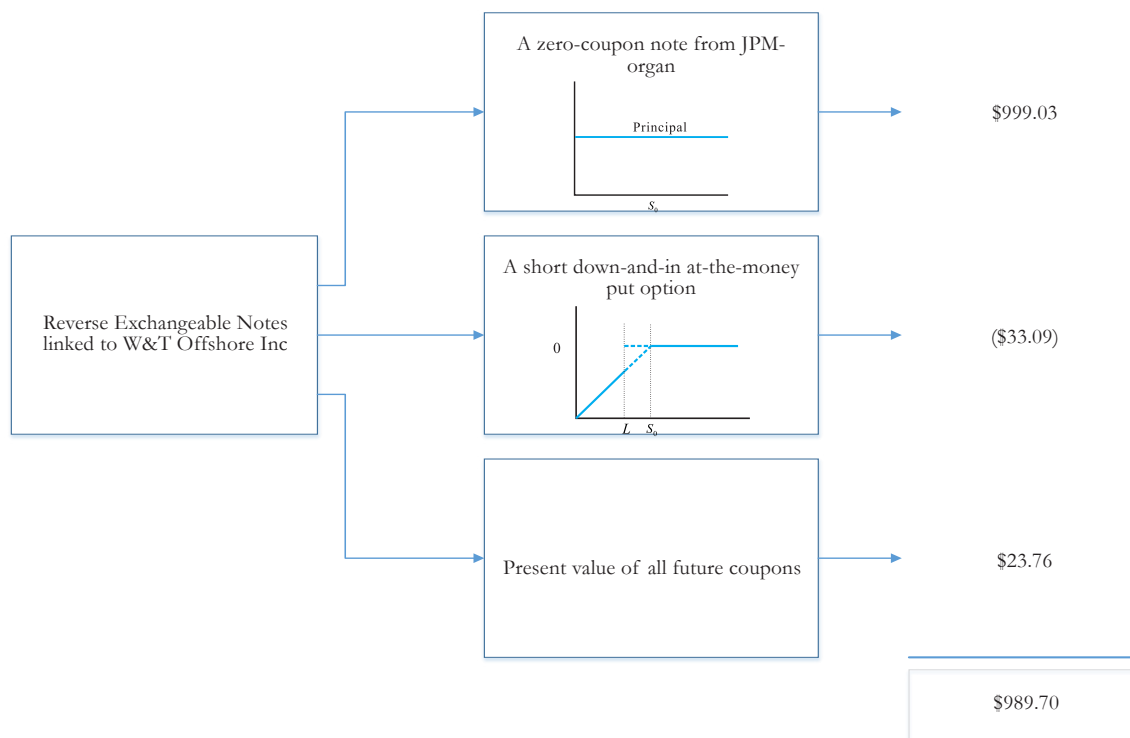 A zero-coupon note from JPM-
organ
Principal
S₀
$999.03
Reverse Exchangeable Notes
linked to W&T Offshore Inc
A short down-and-in at-the-money
put option
0
L S₀
($33.09)
Present value of all future coupons
$23.76
$989.70